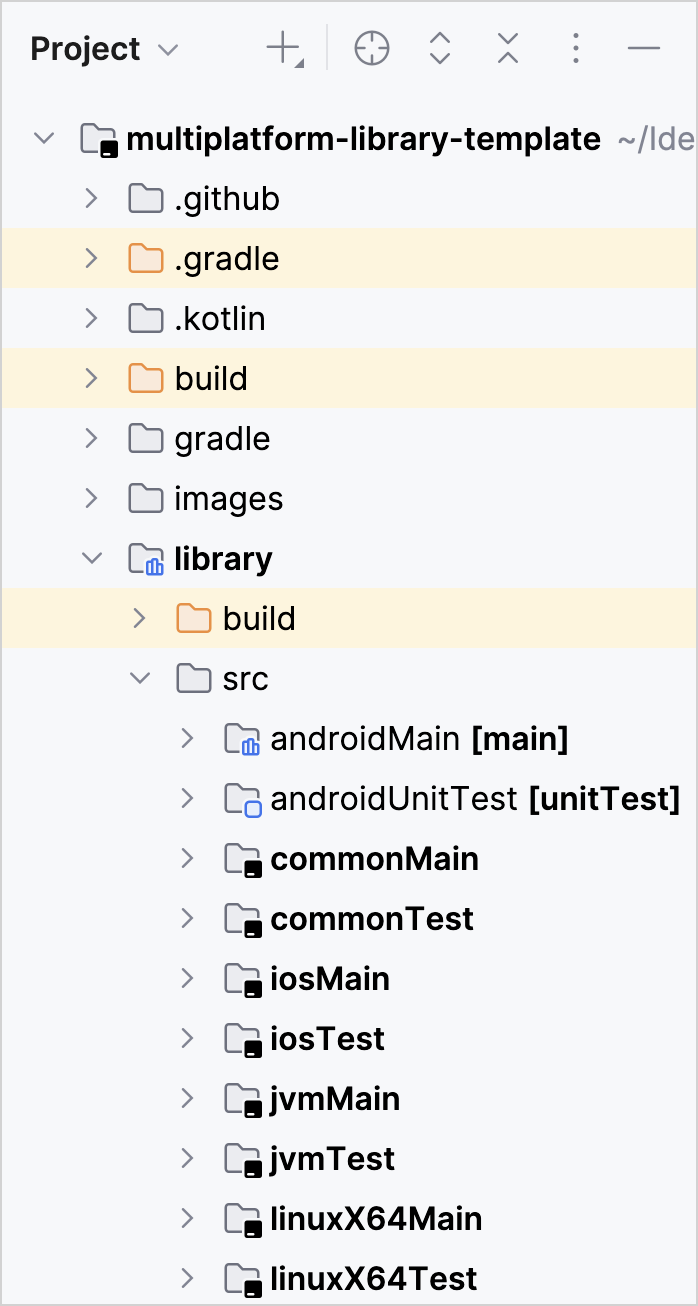 Project
multiplatform-library-template ~/Ide
.github
.gradle
.kotlin
build
gradle
images
library
build
src
androidMain [main]
androidUnitTest [unitTest]
commonMain
commonTest
iosMain
iosTest
jvmMain
jvmTest
linuxX64Main
linuxX64Test